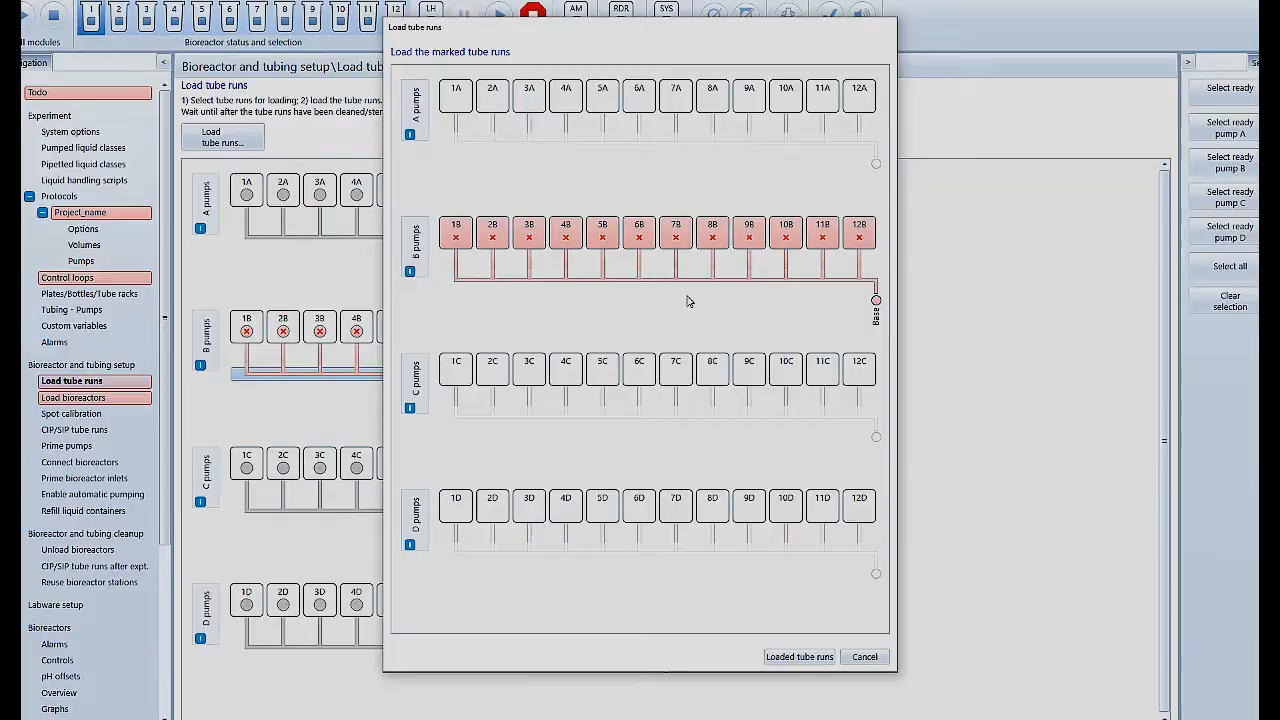 1 2 3 4 5 6 7 8 9 10 11 12 LH AM RDR SYS
ll modules
Bioreactor status and selection
igation
<
Todo
Experiment
System options
Pumped liquid classes
Pipetted liquid classes
Liquid handling scripts
Protocols
Project_name
Options
Volumes
Pumps
Control loops
Plates/Bottles/Tube racks
Tubing - Pumps
Custom variables
Alarms
Bioreactor and tubing setup
Load tube runs
Load bioreactors
Spot calibration
CIP/SIP tube runs
Prime pumps
Connect bioreactors
Prime bioreactor inlets
Enable automatic pumping
Refill liquid containers
Bioreactor and tubing cleanup
Unload bioreactors
CIP/SIP tube runs after expt.
Reuse bioreactor stations
Labware setup
Bioreactors
Alarms
Controls
pH offsets
Overview
Graphs
Bioreactor and tubing setup\Load tub
Load tube runs
1) Select tube runs for loading; 2) load the tube runs.
Wait until after the tube runs have been cleaned/ster
Load
tube runs...
A pumps
1A 2A 3A 4A
B pumps
1B 2B 3B 4B
C pumps
1C 2C 3C 4C
D pumps
1D 2D 3D 4D
Load tube runs
Load the marked tube runs
A pumps
1A 2A 3A 4A 5A 6A 7A 8A 9A 10A 11A 12A
B pumps
1B 2B 3B 4B 5B 6B 7B 8B 9B 10B 11B 12B
Base
C pumps
1C 2C 3C 4C 5C 6C 7C 8C 9C 10C 11C 12C
D pumps
1D 2D 3D 4D 5D 6D 7D 8D 9D 10D 11D 12D
Loaded tube runs
Cancel
>
Se
Select ready
Select ready
pump A
Select ready
pump B
Select ready
pump C
Select ready
pump D
Select all
Clear
selection